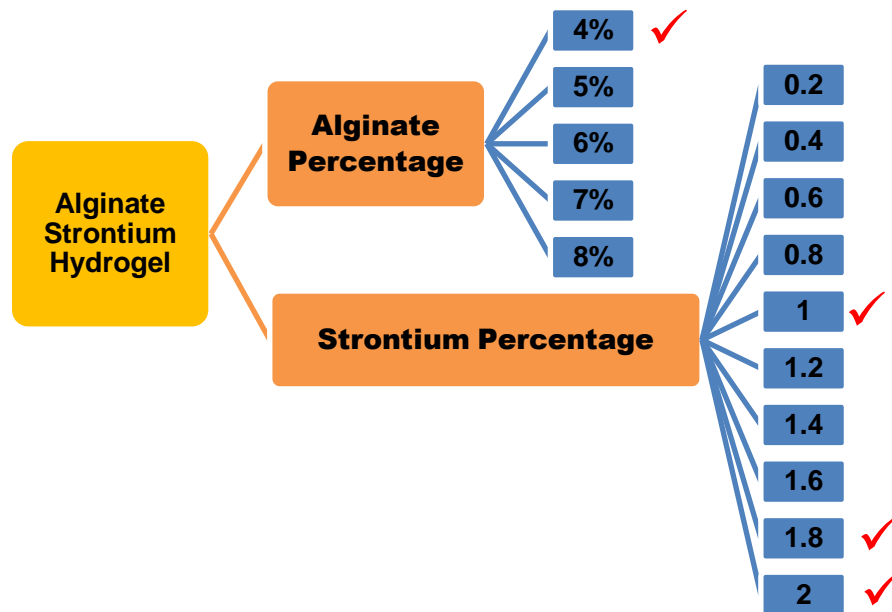 Alginate
Strontium
Hydrogel
Alginate
Percentage
4%
5%
6%
7%
8%
Strontium Percentage
0.2
0.4
0.6
0.8
1
1.2
1.4
1.6
1.8
2